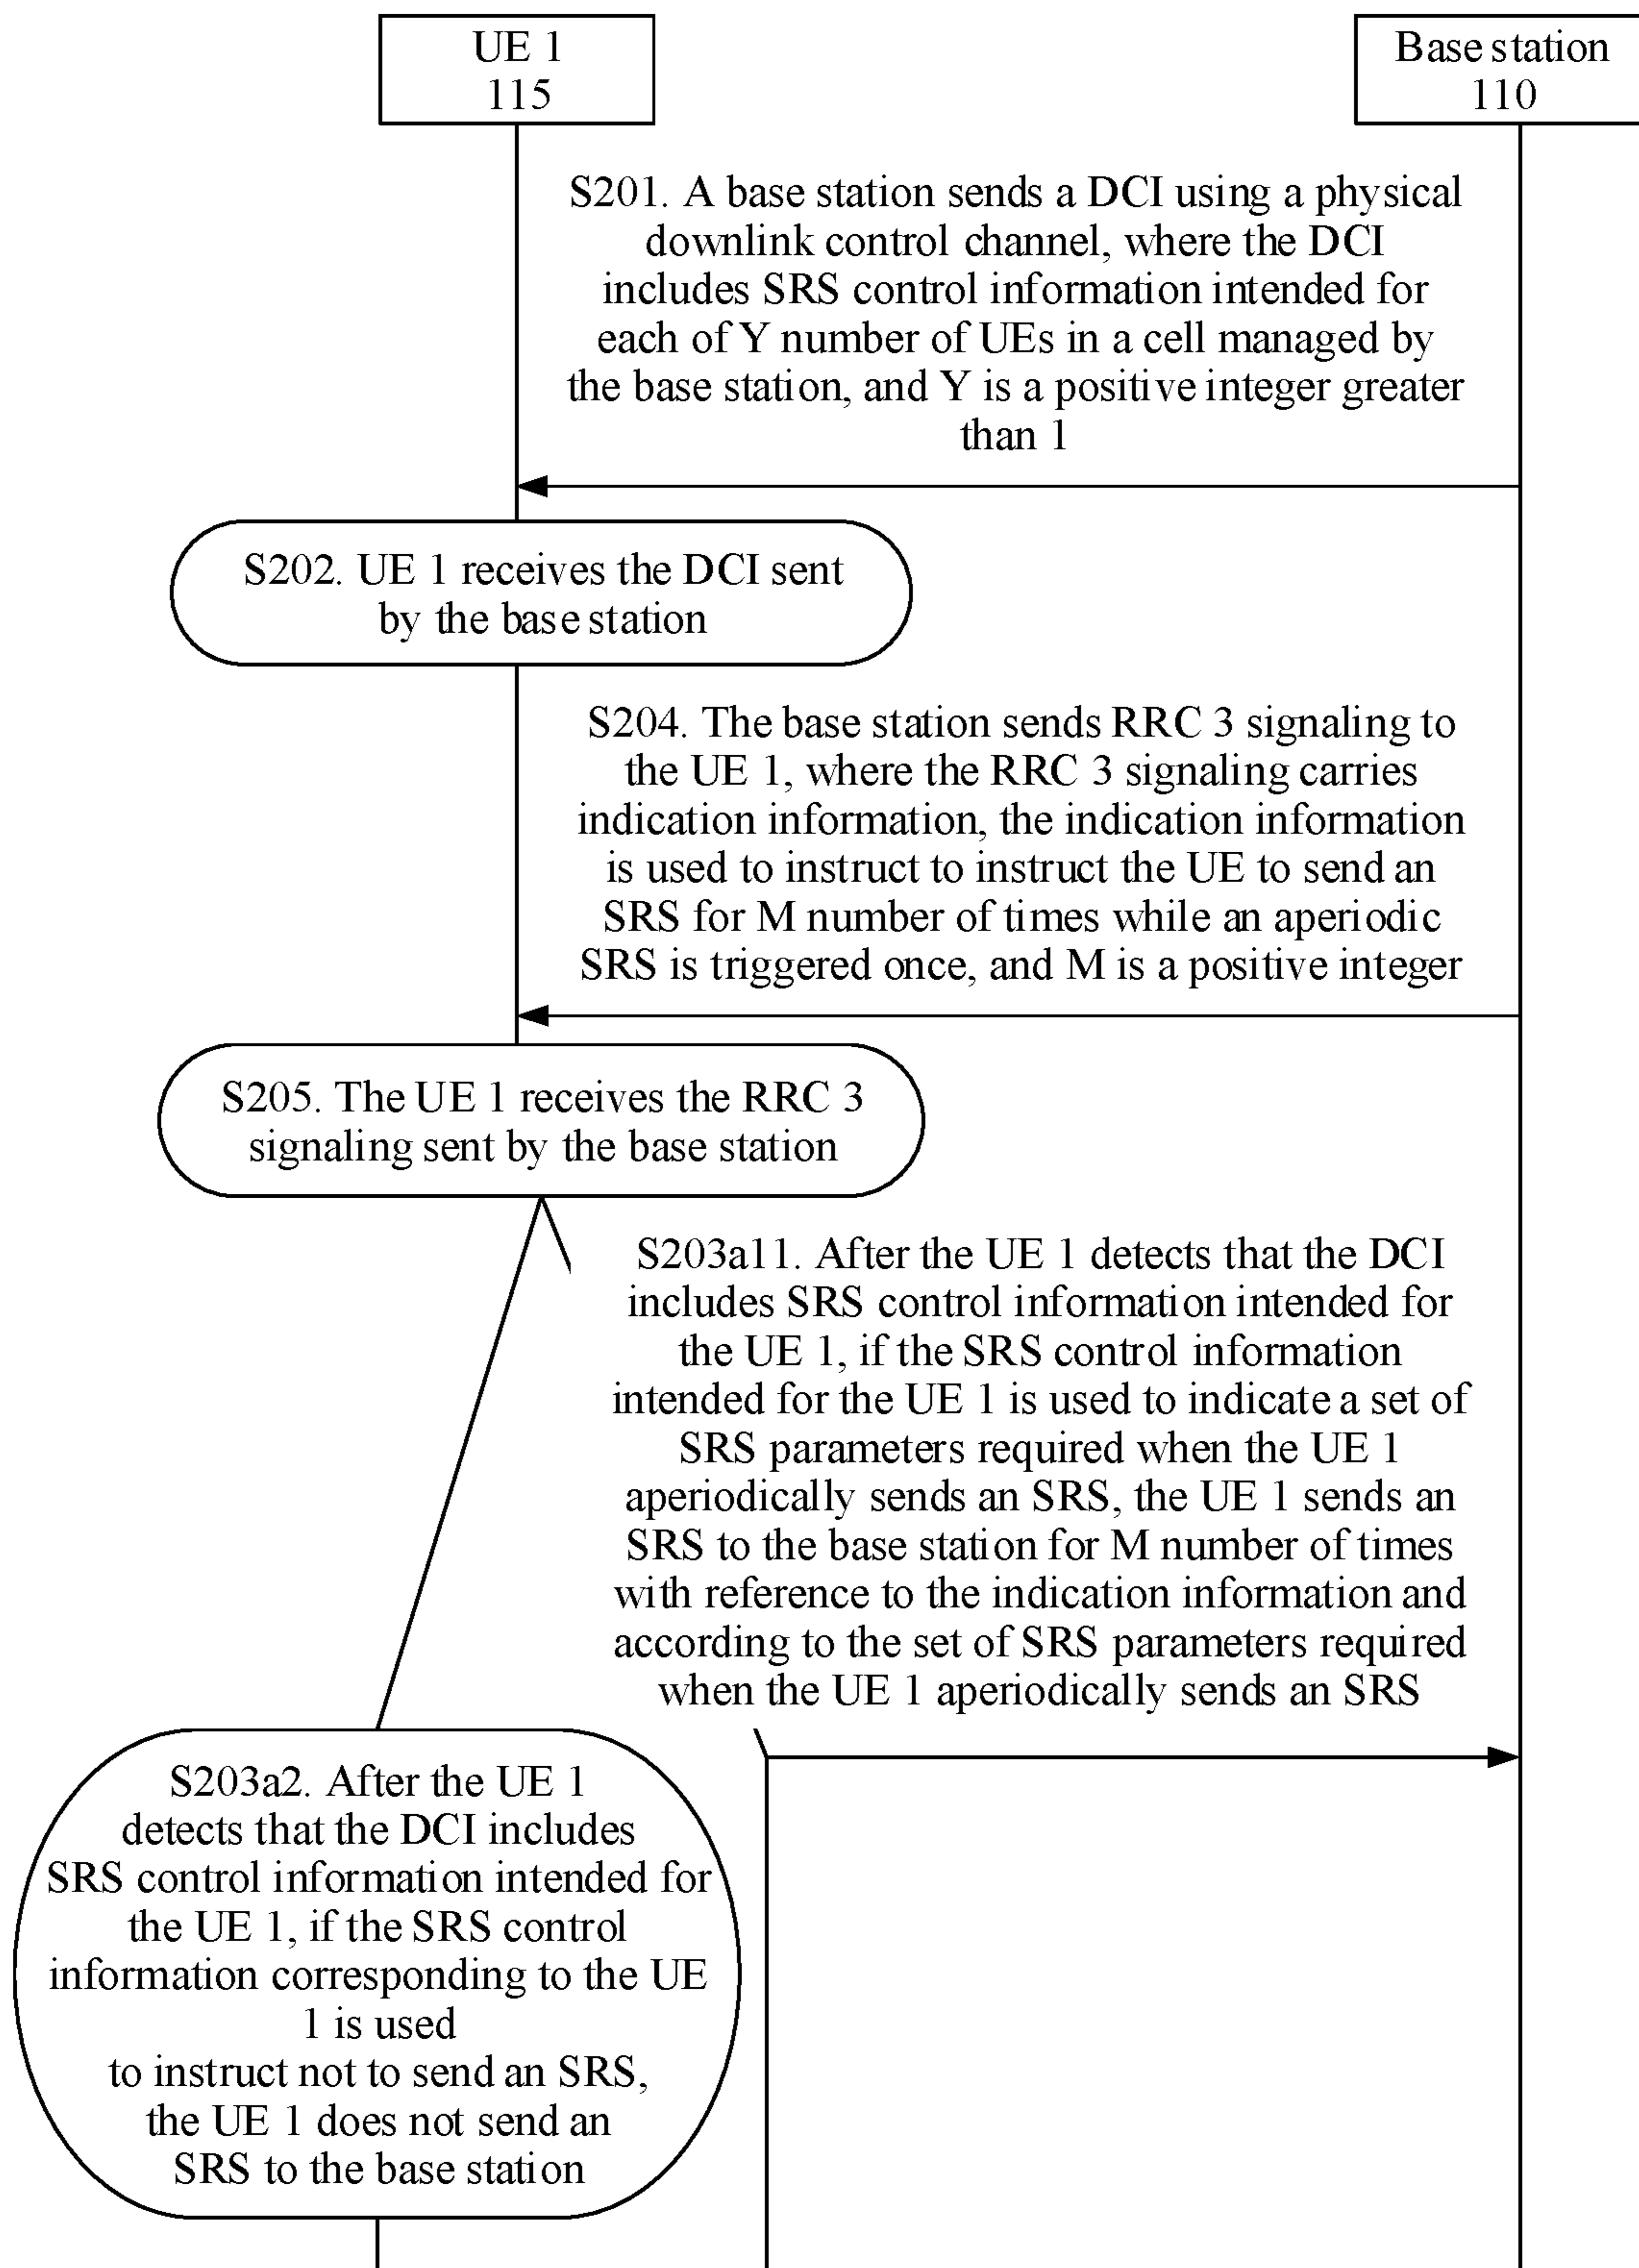 UE 1
115
Base station
110
S201. A base station sends a DCI using a physical
downlink control channel, where the DCI
includes SRS control information intended for
each of Y number of UEs in a cell managed by
the base station, and Y is a positive integer greater
than 1
S202. UE 1 receives the DCI sent
by the base station
S204. The base station sends RRC 3 signaling to
the UE 1, where the RRC 3 signaling carries
indication information, the indication information
is used to instruct to instruct the UE to send an
SRS for M number of times while an aperiodic
SRS is triggered once, and M is a positive integer
S205. The UE 1 receives the RRC 3
signaling sent by the base station
S203a11. After the UE 1 detects that the DCI
includes SRS control information intended for
the UE 1, if the SRS control information
intended for the UE 1 is used to indicate a set of
SRS parameters required when the UE 1
aperiodically sends an SRS, the UE 1 sends an
SRS to the base station for M number of times
with reference to the indication information and
according to the set of SRS parameters required
when the UE 1 aperiodically sends an SRS
S203a2. After the UE 1
detects that the DCI includes
SRS control information intended for
the UE 1, if the SRS control
information corresponding to the UE
1 is used
to instruct not to send an SRS,
the UE 1 does not send an
SRS to the base station